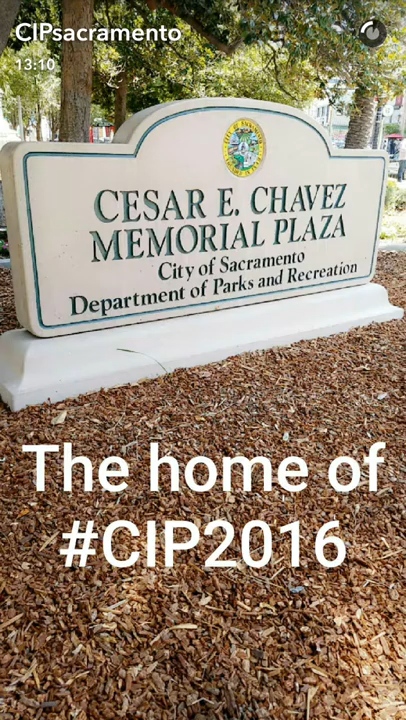 CIPsacramento
13:10
CESAR E. CHAVEZ
MEMORIAL PLAZA
City of Sacramento
Department of Parks and Recreation
The home of
#CIP2016